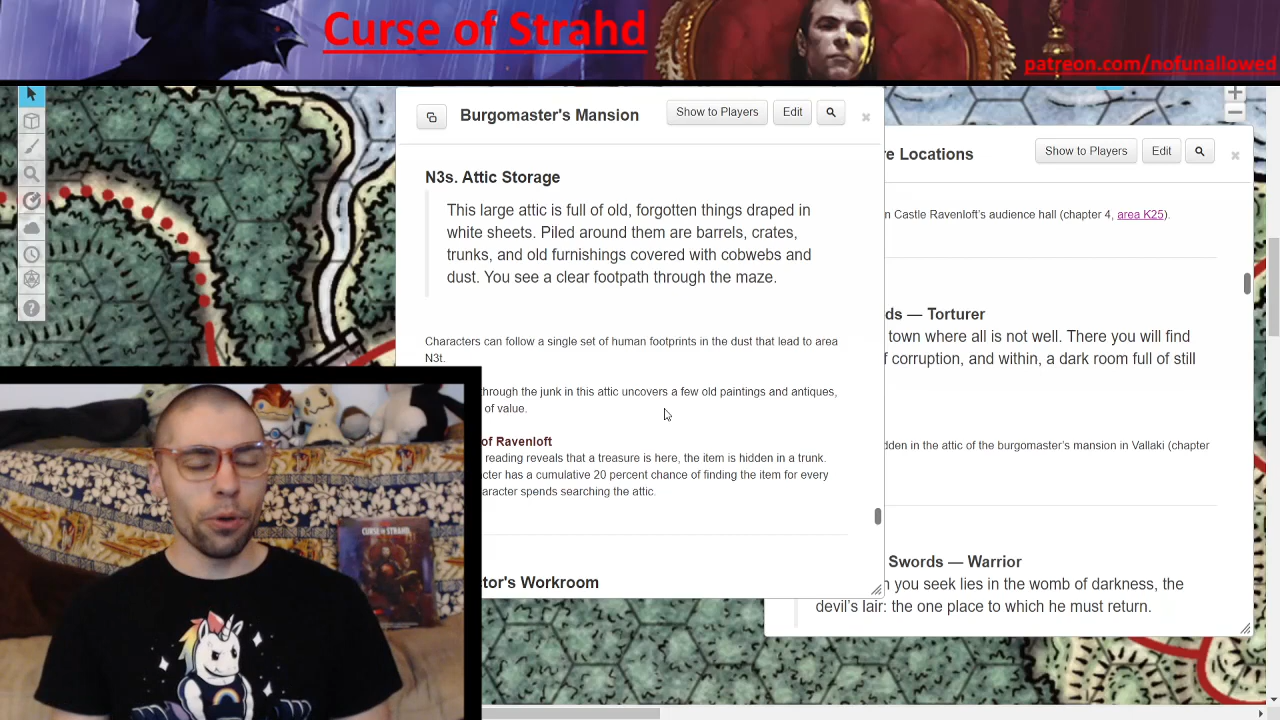 Curse of Strahd
patreon.com/nofunallowed
Burgomaster's Mansion
Show to Players
Edit
N3s. Attic Storage
This large attic is full of old, forgotten things draped in
white sheets. Piled around them are barrels, crates,
trunks, and old furnishings covered with cobwebs and
dust. You see a clear footpath through the maze.
Characters can follow a single set of human footprints in the dust that lead to area
N3t.
through the junk in this attic uncovers a few old paintings and antiques,
of value.
of Ravenloft
reading reveals that a treasure is here, the item is hidden in a trunk.
cter has a cumulative 20 percent chance of finding the item for every
aracter spends searching the attic.
tor's Workroom
e Locations
Show to Players
Edit
n Castle Ravenloft's audience hall (chapter 4, area K25).
ds — Torturer
town where all is not well. There you will find
f corruption, and within, a dark room full of still
dden in the attic of the burgomaster's mansion in Vallaki (chapter
Swords — Warrior
you seek lies in the womb of darkness, the
devil's lair: the one place to which he must return.
CURSE OF STRAHD